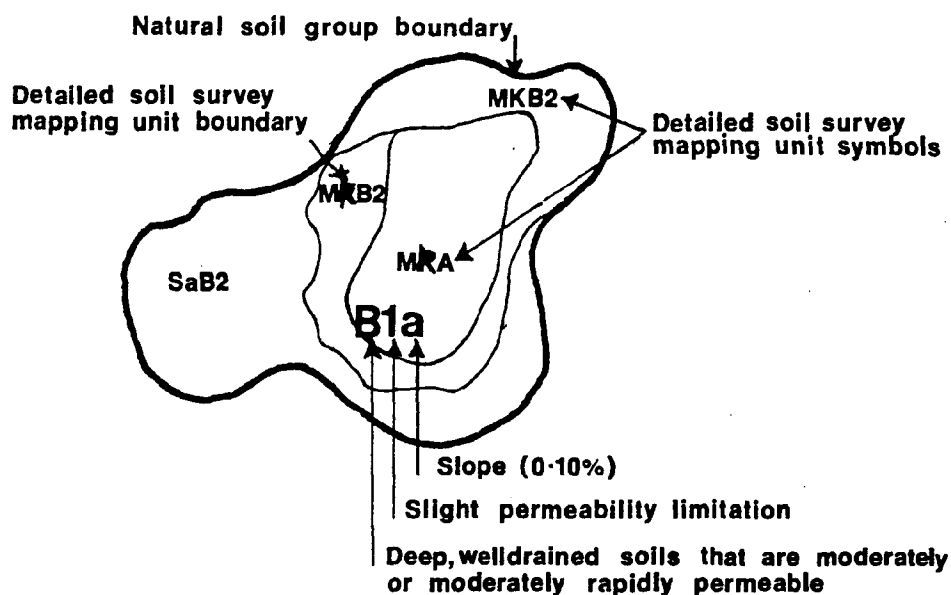 Natural soil group boundary
Detailed soil survey
mapping unit boundary
MKB2
Detailed soil survey
mapping unit symbols
MKB2
MKA
SaB2
B1a
Slope (0·10%)
Slight permeability limitation
Deep, welldrained soils that are moderately
or moderately rapidly permeable